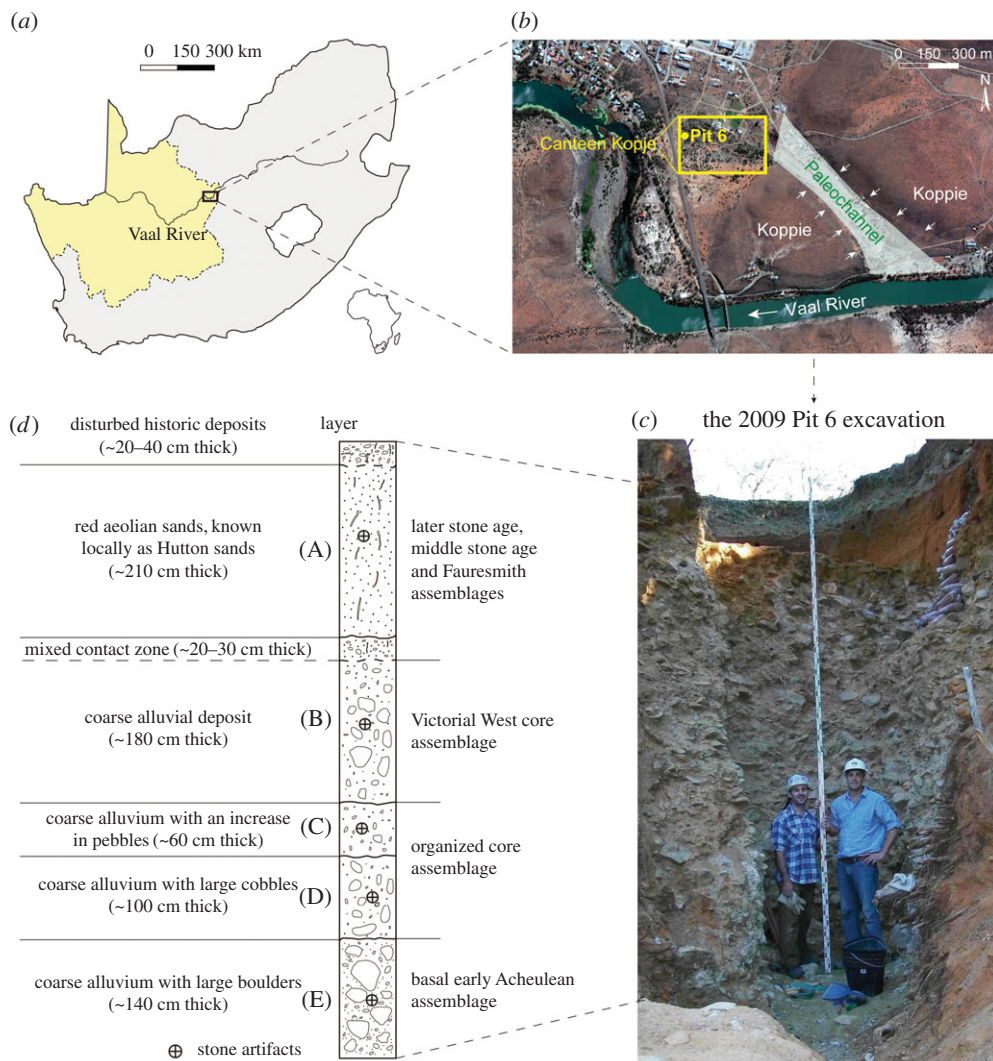 (a)
0 150 300 km
Vaal River
(b)
0 150 300 m
N
Canteen Kopje
Pit 6
Paleochannel
Koppie
Koppie
Vaal River
(c) the 2009 Pit 6 excavation
(d)
disturbed historic deposits
(~20–40 cm thick)
layer
red aeolian sands, known
locally as Hutton sands
(~210 cm thick)
(A)
later stone age,
middle stone age
and Fauresmith
assemblages
mixed contact zone (~20–30 cm thick)
coarse alluvial deposit
(~180 cm thick)
(B)
Victorial West core
assemblage
coarse alluvium with an increase
in pebbles (~60 cm thick)
(C)
organized core
assemblage
coarse alluvium with large cobbles
(~100 cm thick)
(D)
coarse alluvium with large boulders
(~140 cm thick)
(E)
basal early Acheulean
assemblage
stone artifacts